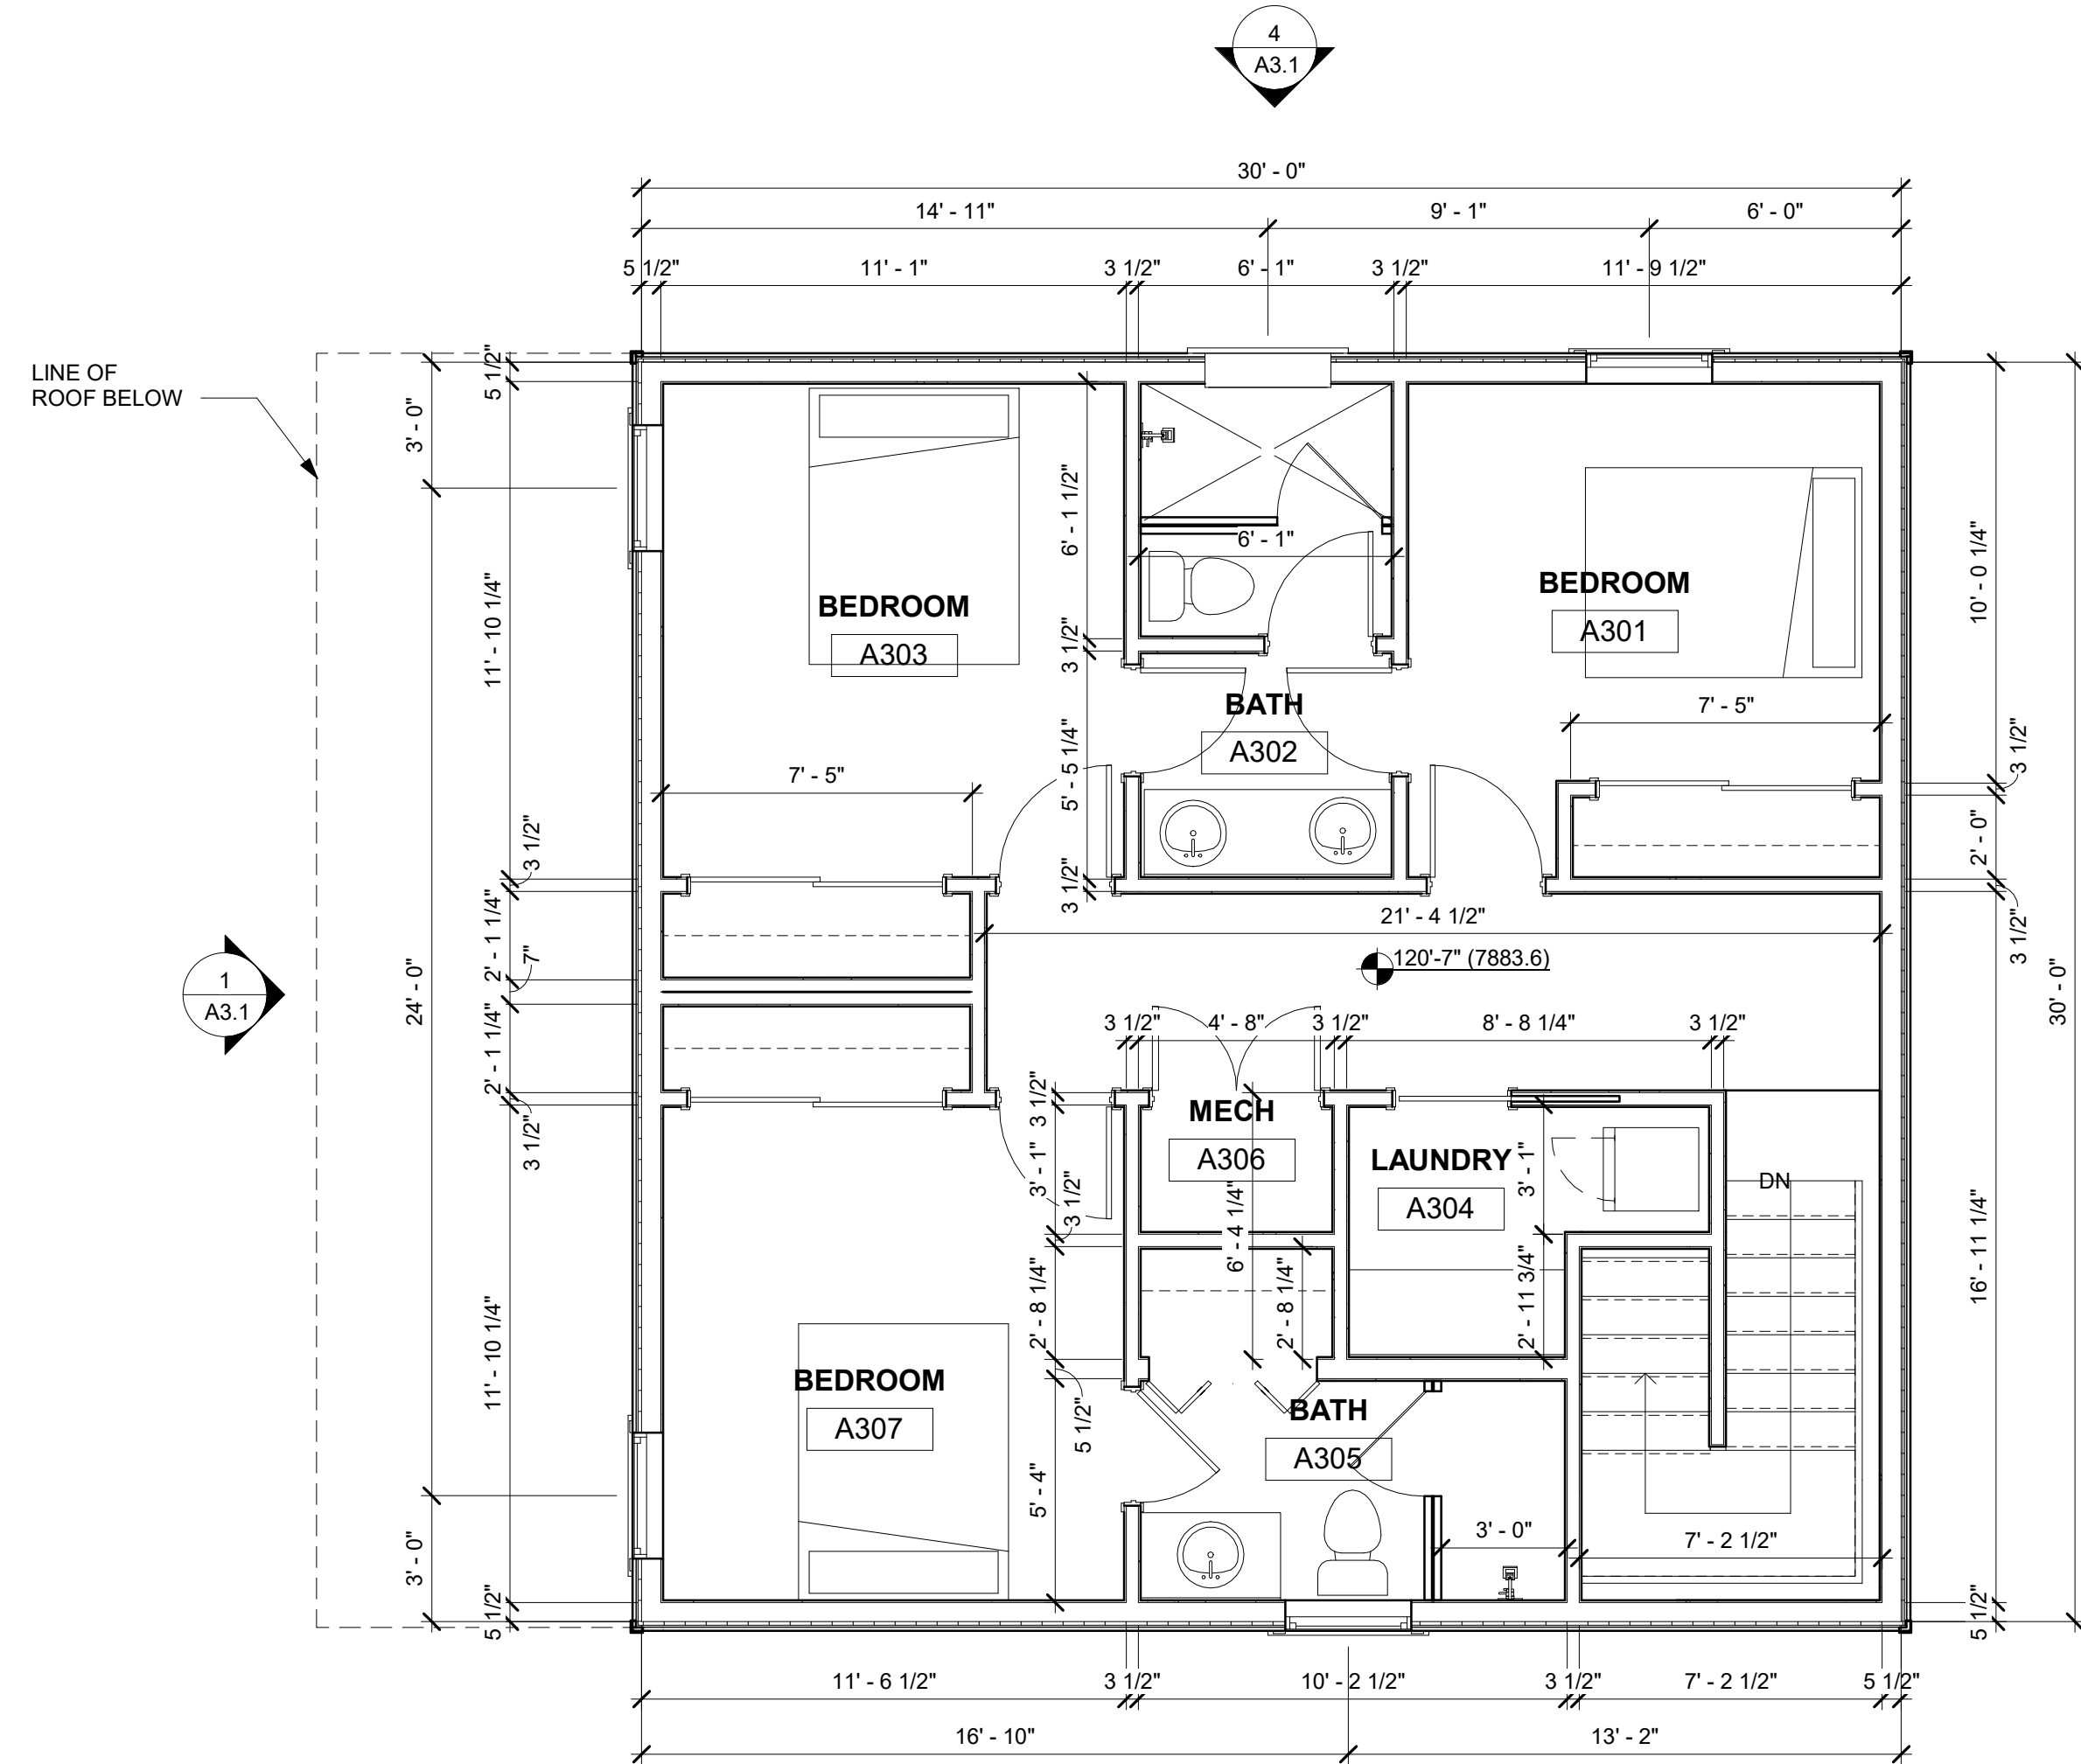 4
A3.1
30' - 0"
14' - 11"
9' - 1"
6' - 0"
5 1/2"
11' - 1"
3 1/2"
6' - 1"
3 1/2"
11' - 9 1/2"
LINE OF
ROOF BELOW
5 1/2"
3' - 0"
11' - 10 1/4"
6' - 1 1/2"
6' - 1"
10' - 0 1/4"
BEDROOM
A303
BEDROOM
A301
3 1/2"
BATH
A302
7' - 5"
3 1/2"
5' - 5 1/4"
7' - 5"
3 1/2"
2' - 0"
3 1/2"
21' - 4 1/2"
3 1/2"
2' - 1 1/4"
7"
120'-7" (7883.6)
1
A3.1
24' - 0"
30' - 0"
2' - 1 1/4"
3 1/2"
4' - 8"
3 1/2"
8' - 8 1/4"
3 1/2"
3 1/2"
3 1/2"
MECH
A306
LAUNDRY
A304
3' - 1"
3' - 1"
3 1/2"
DN
6' - 4 1/4"
16' - 11 1/4"
2' - 8 1/4"
2' - 8 1/4"
2' - 11 3/4"
11' - 10 1/4"
BEDROOM
A307
5 1/2"
BATH
A305
5' - 4"
3' - 0"
7' - 2 1/2"
3' - 0"
5 1/2"
5 1/2"
11' - 6 1/2"
3 1/2"
10' - 2 1/2"
3 1/2"
7' - 2 1/2"
5 1/2"
16' - 10"
13' - 2"